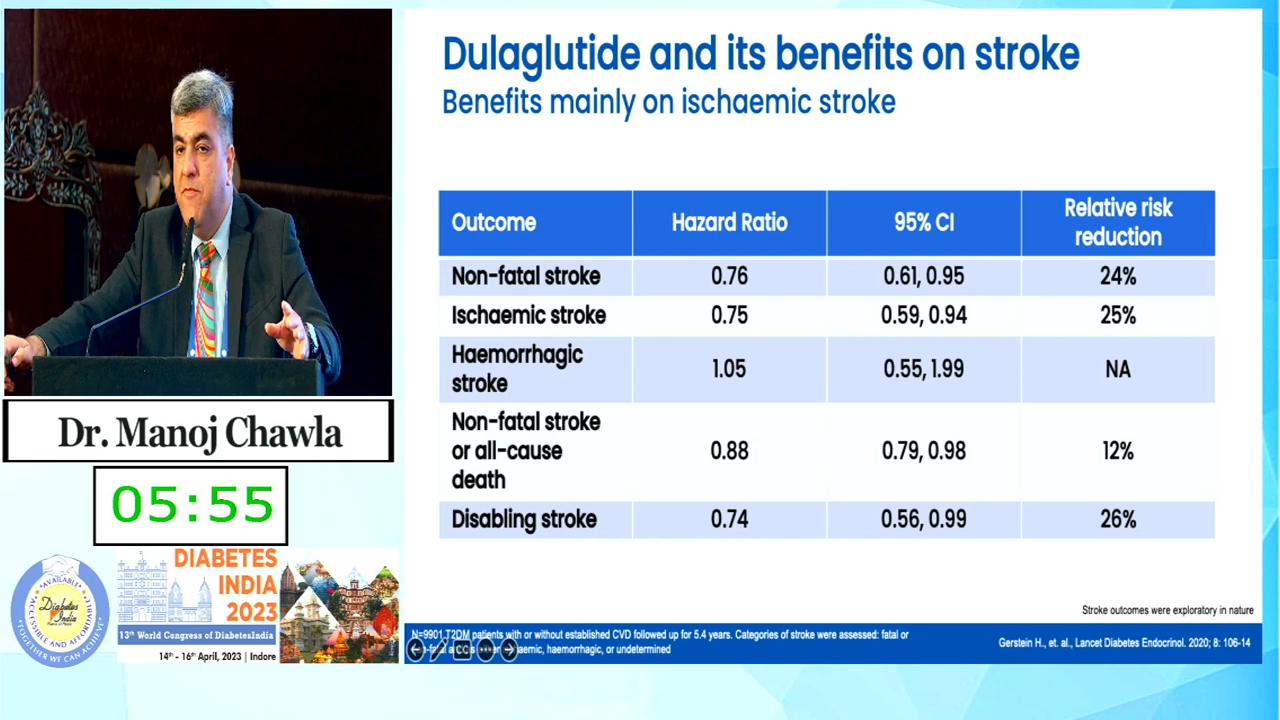 Dulaglutide and its benefits on stroke
Benefits mainly on ischaemic stroke
Outcome Hazard Ratio 95% CI Relative risk reduction
Non-fatal stroke 0.76 0.61, 0.95 24%
Ischaemic stroke 0.75 0.59, 0.94 25%
Haemorrhagic stroke 1.05 0.55, 1.99 NA
Non-fatal stroke or all-cause death 0.88 0.79, 0.98 12%
Disabling stroke 0.74 0.56, 0.99 26%
Stroke outcomes were exploratory in nature
N=9901 T2DM patients with or without established CVD followed up for 5.4 years. Categories of stroke were assessed: fatal or
haemorrhagic, or undetermined
Gerstein H., et. al., Lancet Diabetes Endocrinol. 2020; 8: 106-14
Dr. Manoj Chawla
05:55
AVAILABLE
ACCESSIBLE AND AFFORDABLE
TOGETHER WE CAN ACHIEVE
Diabetes
India
DIABETES
INDIA
2023
13th World Congress of DiabetesIndia
14th - 16th April, 2023 | Indore